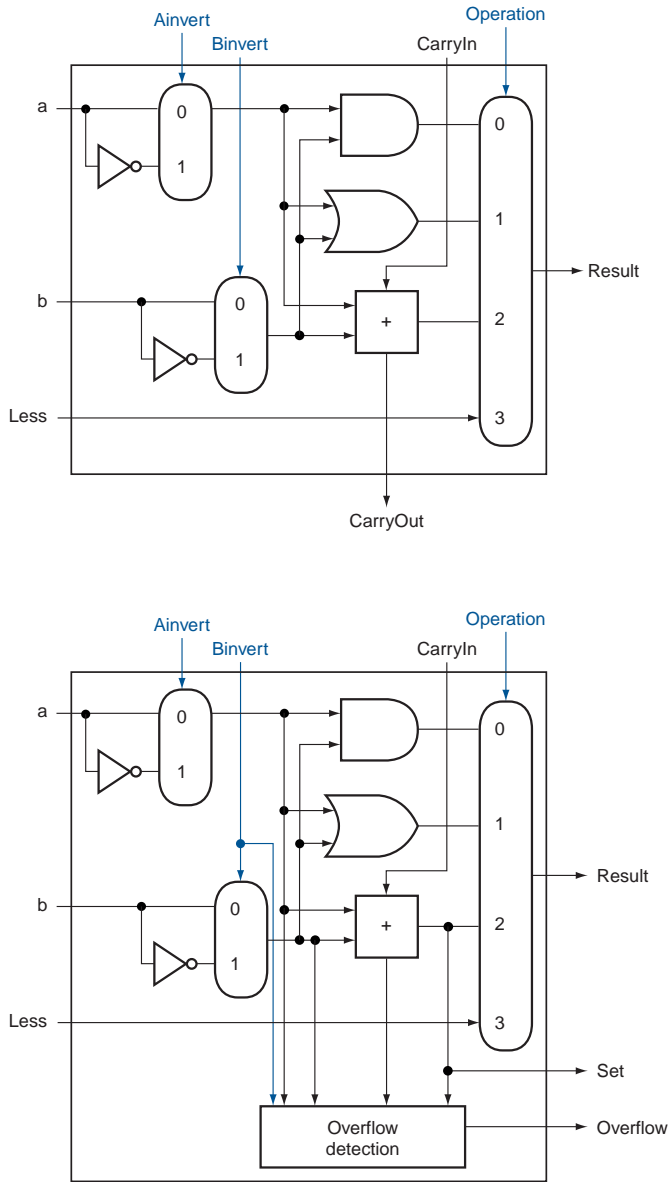 Operation
Ainvert
Binvert
CarryIn
a
0
1
0
1
Result
b
0
1
+
2
Less
3
CarryOut
Operation
Ainvert
Binvert
CarryIn
a
0
1
0
1
Result
b
0
1
+
2
Less
3
Set
Overflow
detection
Overflow